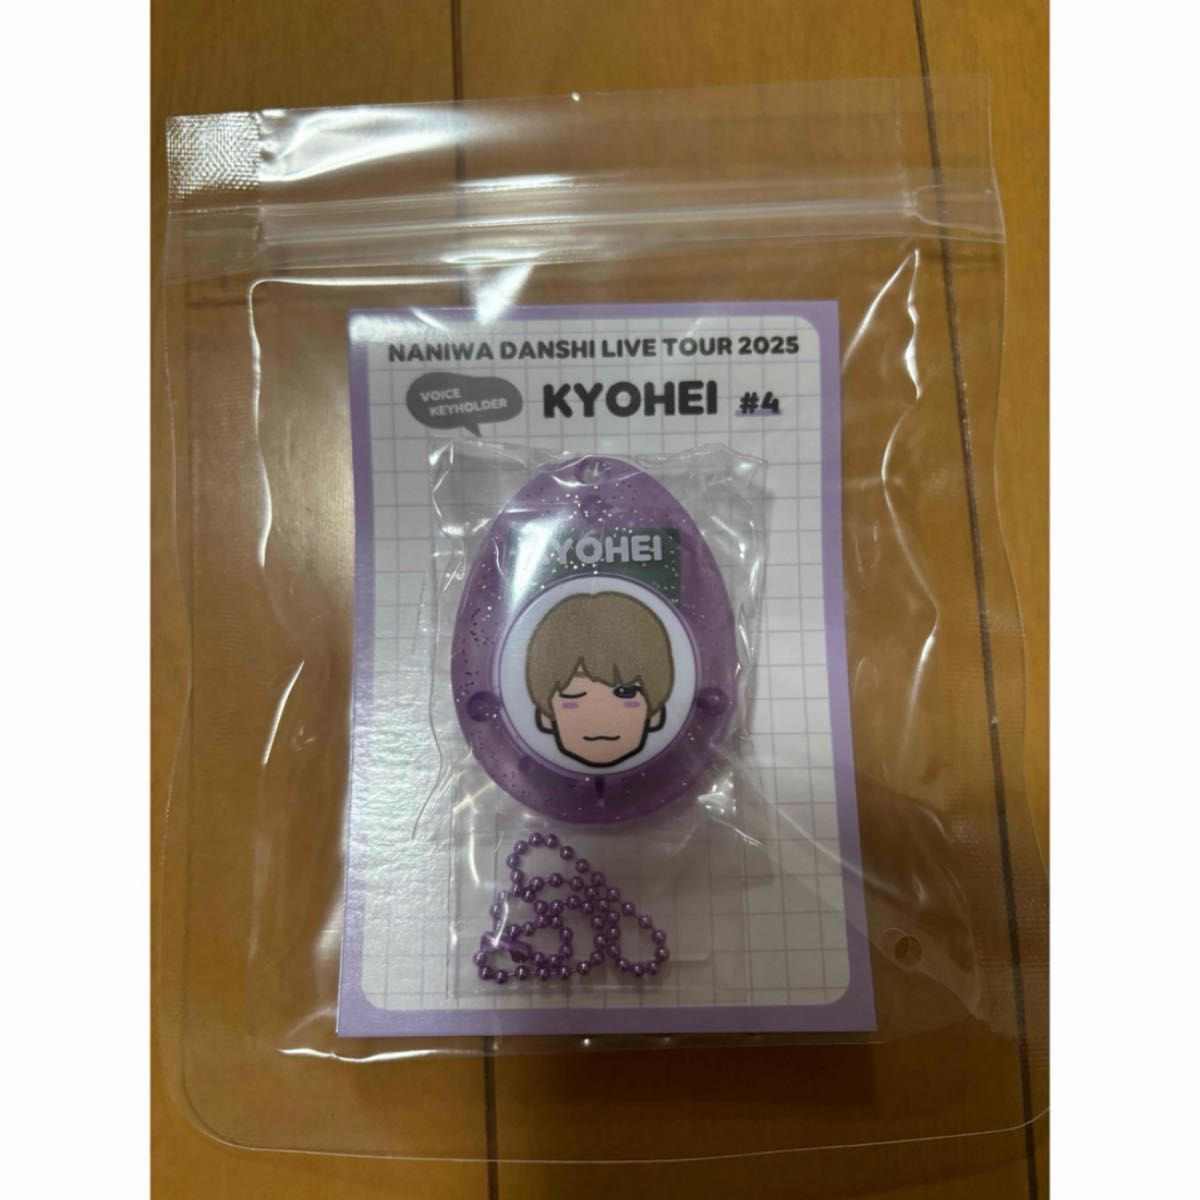 NANIWA DANSHI LIVE TOUR 2025
VOICE
KEYHOLDER
KYOHEI #4
KYOHEI